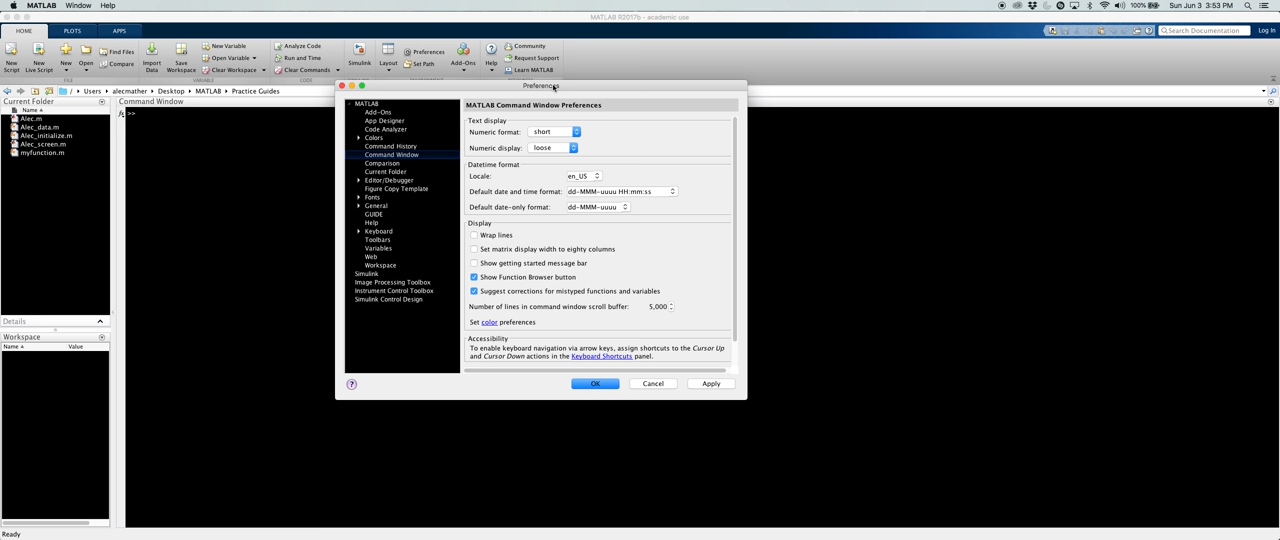 MATLAB Window Help
100% Sun Jun 3 3:53 PM
MATLAB R2017b - academic use
HOME PLOTS APPS
Search Documentation Log In
New Script
New Live Script
New
Open
Find Files
Compare
Import Data
Save Workspace
New Variable
Open Variable
Clear Workspace
Analyze Code
Run and Time
Clear Commands
Simulink
Layout
Preferences
Set Path
Add-Ons
Help
Community
Request Support
Learn MATLAB
FILE VARIABLE CODE
/ Users alecmather Desktop MATLAB Practice Guides
Current Folder
Name
Alec.m
Alec_data.m
Alec_initialize.m
Alec_screen.m
myfunction.m
Details
Workspace
Name Value
Ready
Command Window
fx >>
Preferences
MATLAB
Add-Ons
App Designer
Code Analyzer
Colors
Command History
Command Window
Comparison
Current Folder
Editor/Debugger
Figure Copy Template
Fonts
General
GUIDE
Help
Keyboard
Toolbars
Variables
Web
Workspace
Simulink
Image Processing Toolbox
Instrument Control Toolbox
Simulink Control Design
MATLAB Command Window Preferences
Text display
Numeric format: short
Numeric display: loose
Datetime format
Locale: en_US
Default date and time format: dd-MMM-uuuu HH:mm:ss
Default date-only format: dd-MMM-uuuu
Display
Wrap lines
Set matrix display width to eighty columns
Show getting started message bar
Show Function Browser button
Suggest corrections for mistyped functions and variables
Number of lines in command window scroll buffer: 5,000
Set color preferences
Accessibility
To enable keyboard navigation via arrow keys, assign shortcuts to the Cursor Up
and Cursor Down actions in the Keyboard Shortcuts panel.
? OK Cancel Apply